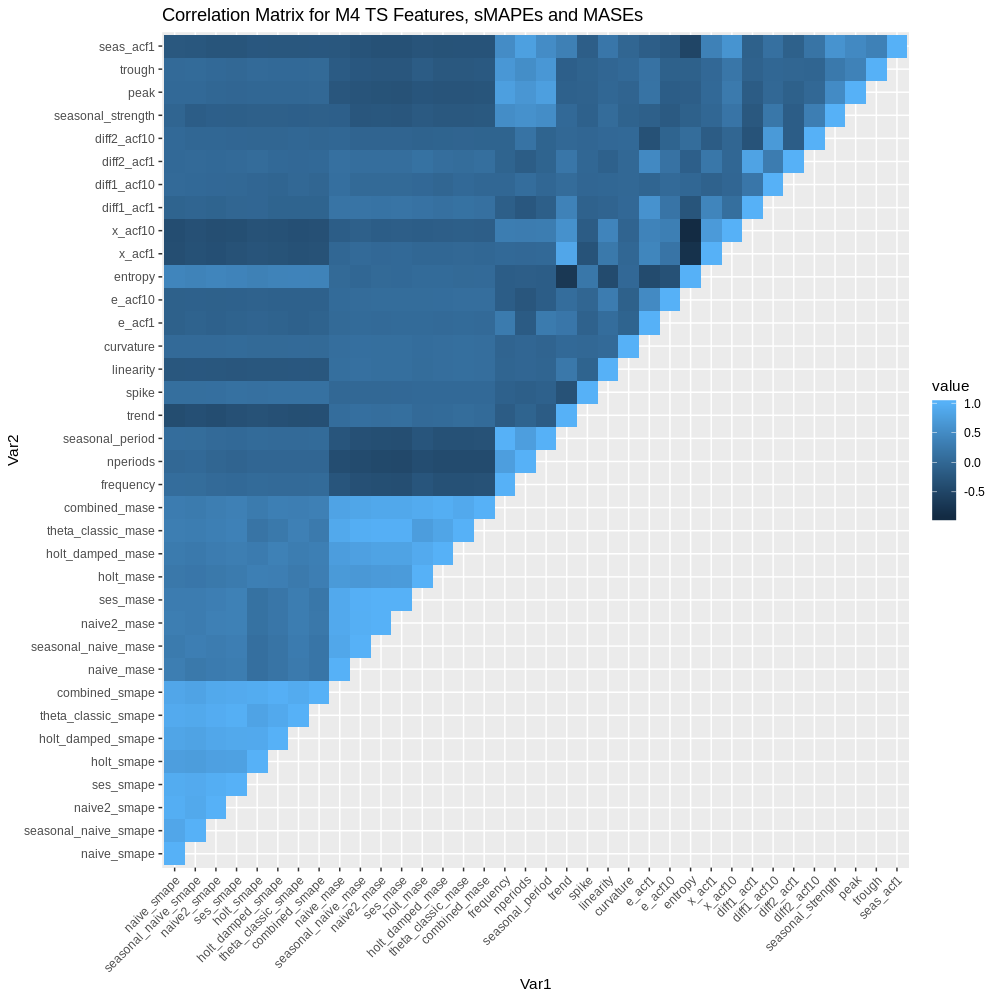 Correlation Matrix for M4 TS Features, sMAPEs and MASEs
seas_acf1
trough
peak
seasonal_strength
diff2_acf10
diff2_acf1
diff1_acf10
diff1_acf1
x_acf10
x_acf1
entropy
e_acf10
e_acf1
curvature
linearity
spike
trend
seasonal_period
nperiods
frequency
combined_mase
theta_classic_mase
holt_damped_mase
holt_mase
ses_mase
naive2_mase
seasonal_naive_mase
naive_mase
combined_smape
theta_classic_smape
holt_damped_smape
holt_smape
ses_smape
naive2_smape
seasonal_naive_smape
naive_smape
Var2
naive_smape
seasonal_naive_smape
naive2_smape
ses_smape
holt_smape
holt_damped_smape
theta_classic_smape
combined_smape
naive_mase
seasonal_naive_mase
naive2_mase
ses_mase
holt_mase
holt_damped_mase
theta_classic_mase
combined_mase
frequency
nperiods
seasonal_period
trend
spike
linearity
curvature
e_acf1
e_acf10
entropy
x_acf1
x_acf10
diff1_acf1
diff1_acf10
diff2_acf1
diff2_acf10
seasonal_strength
peak
trough
seas_acf1
Var1
value
1.0
0.5
0.0
-0.5